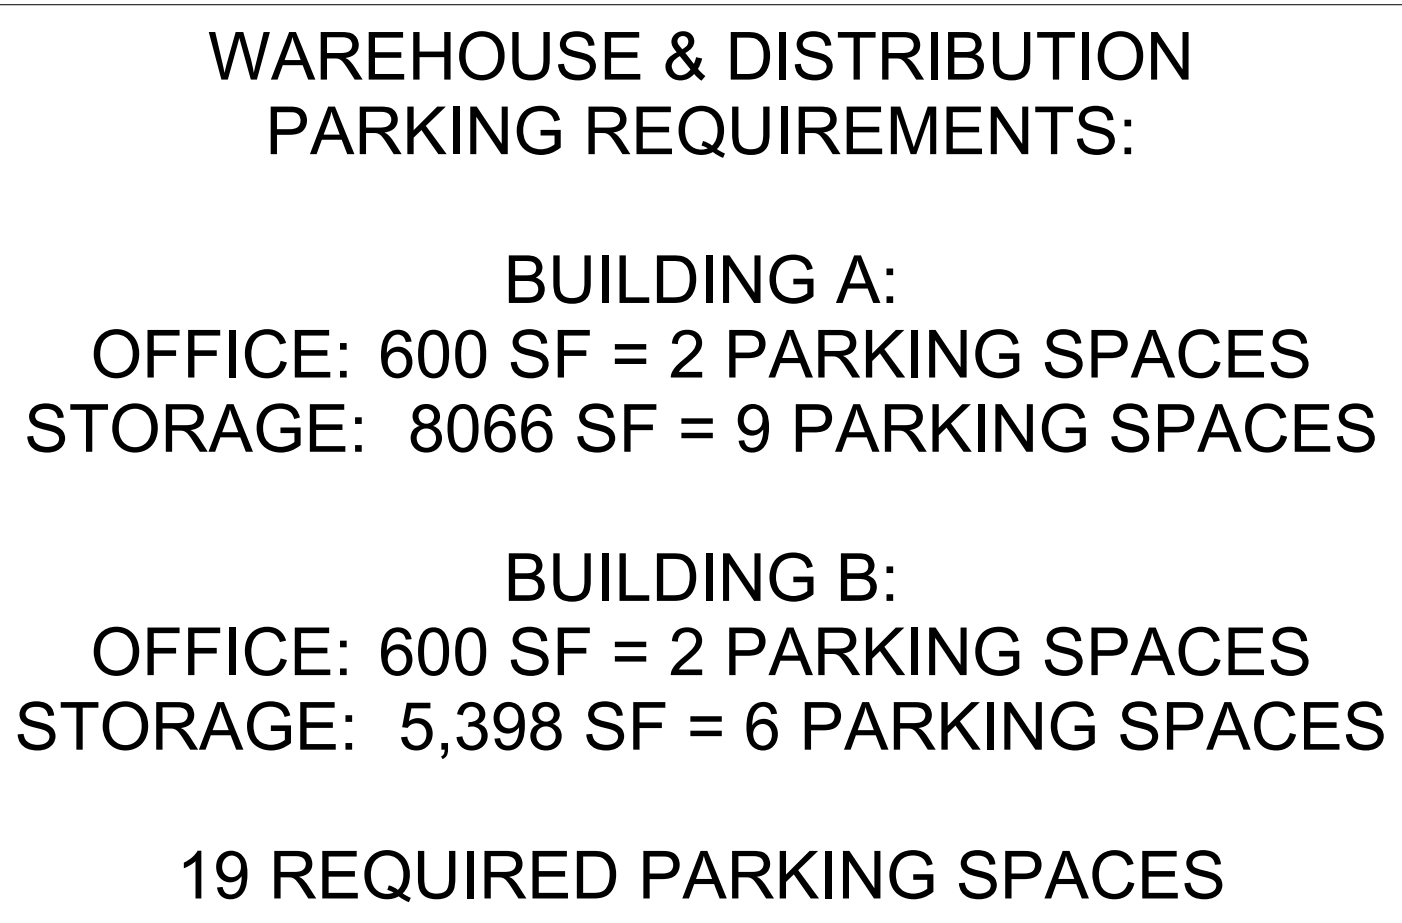 WAREHOUSE & DISTRIBUTION
PARKING REQUIREMENTS:
BUILDING A:
OFFICE: 600 SF = 2 PARKING SPACES
STORAGE: 8066 SF = 9 PARKING SPACES
BUILDING B:
OFFICE: 600 SF = 2 PARKING SPACES
STORAGE: 5,398 SF = 6 PARKING SPACES
19 REQUIRED PARKING SPACES